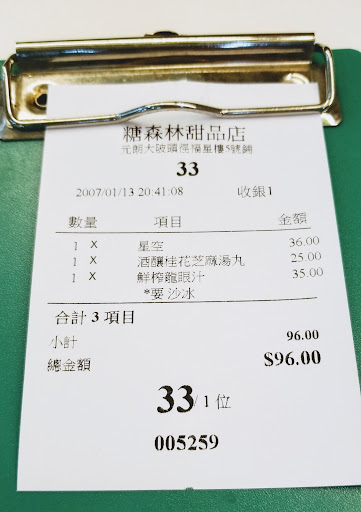 糖森林甜品店
元朗大陂頭徑福星樓5號鋪
33
2007/01/13 20:41:08 收銀1
數量 項目 金額
1 X 星空 36.00
1 X 酒釀桂花芝麻湯丸 25.00
1 X 鮮榨龍眼汁 35.00
*要 沙冰
合計 3 項目
小計 96.00
總金額 $96.00
33/1 位
005259